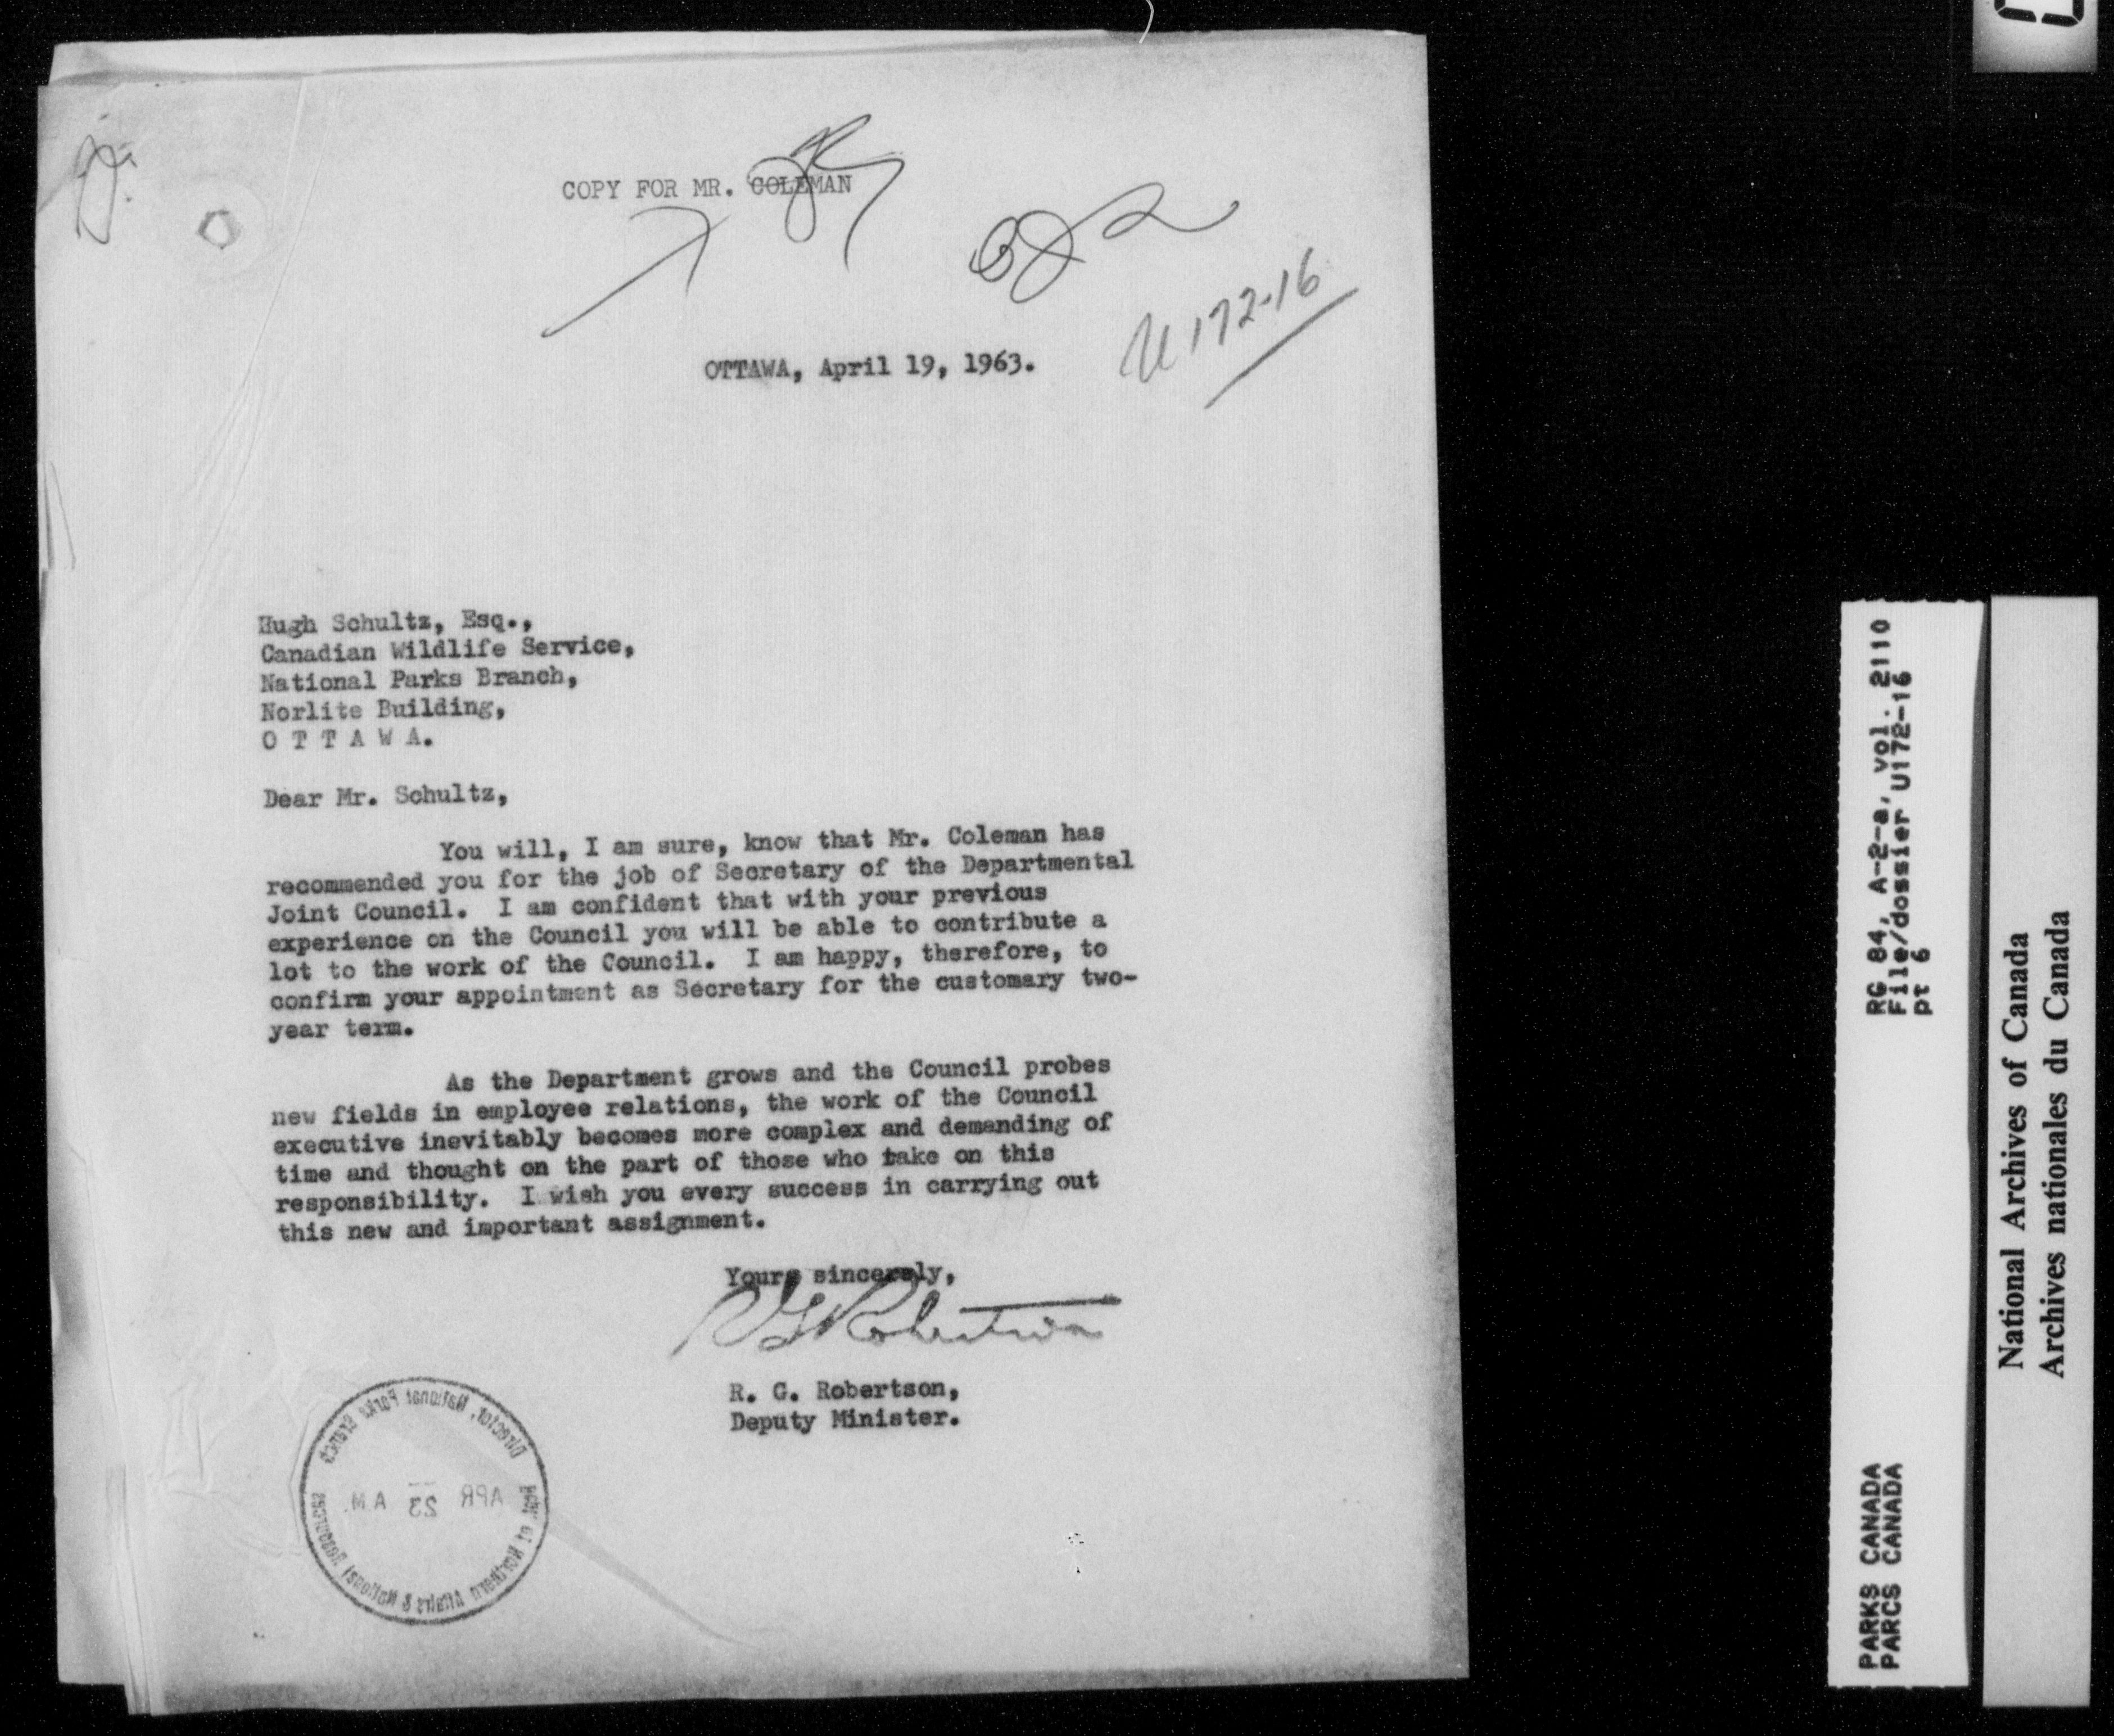 COPY FOR MR. COLEMAN
U172-16
OTTAWA, April 19, 1963.
Hugh Schultz, Esq.,
Canadian Wildlife Service,
National Parks Branch,
Norlite Building,
O T T A W A.
Dear Mr. Schultz,
You will, I am sure, know that Mr. Coleman has
recommended you for the job of Secretary of the Departmental
Joint Council. I am confident that with your previous
experience on the Council you will be able to contribute a
lot to the work of the Council. I am happy, therefore, to
confirm your appointment as Secretary for the customary two-
year term.
As the Department grows and the Council probes
new fields in employee relations, the work of the Council
executive inevitably becomes more complex and demanding of
time and thought on the part of those who take on this
responsibility. I wish you every success in carrying out
this new and important assignment.
Yours sincerely,
RGRobertson
R. G. Robertson,
Deputy Minister.
Director, National Parks Branch
APR 23 A.M.
of Northern Affairs & National Resources
RG 84, A-2-a, vol. 2110
File/dossier U172-16
pt 6
PARKS CANADA
PARCS CANADA
National Archives of Canada
Archives nationales du Canada